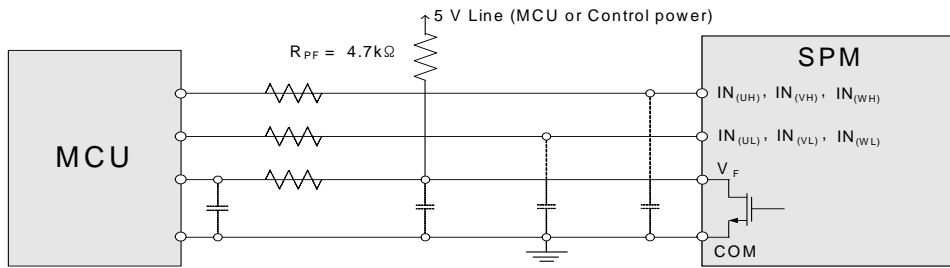 5 V Line (MCU or Control power)
R PF = 4.7kΩ
SPM
IN(UH), IN(VH), IN(WH)
IN(UL), IN(VL), IN(WL)
MCU
VF
COM